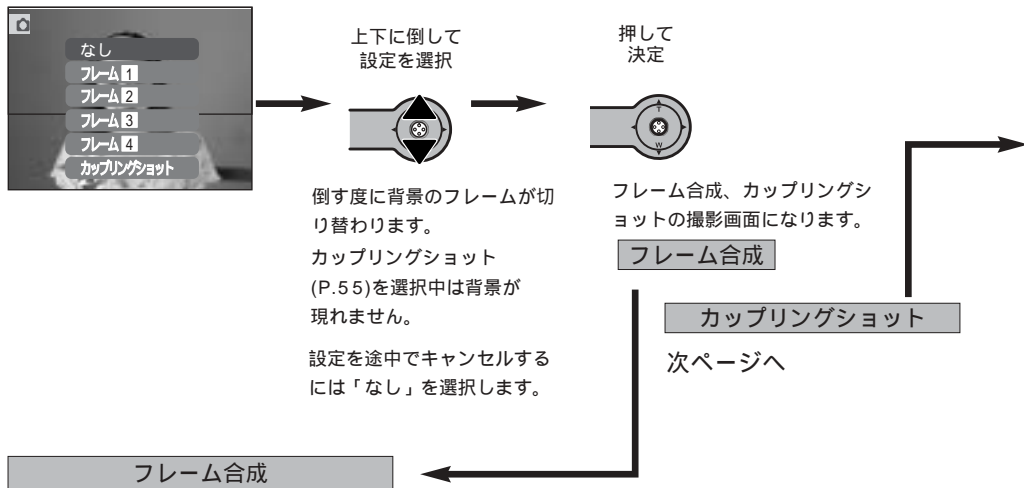 なし
フレーム 1
フレーム 2
フレーム 3
フレーム 4
カップリングショット
上下に倒して
設定を選択
倒す度に背景のフレームが切
り替わります。
カップリングショット
(P.55)を選択中は背景が
現れません。
設定を途中でキャンセルする
には「なし」を選択します。
押して
決定
T
W
フレーム合成、カップリングシ
ョットの撮影画面になります。
フレーム合成
カップリングショット
次ページへ
フレーム合成